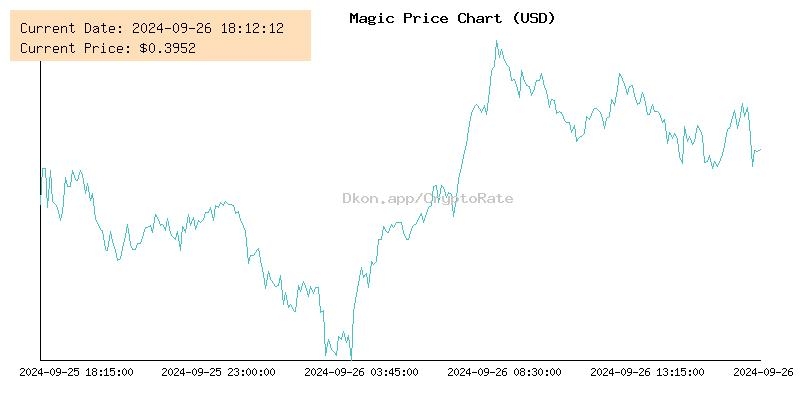 Magic Price Chart (USD)
Current Date: 2024-09-26 18:12:12
Current Price: $0.3952
Dkon.app/CryptoRate
2024-09-25 18:15:00 2024-09-25 23:00:00 2024-09-26 03:45:00 2024-09-26 08:30:00 2024-09-26 13:15:00 2024-09-26